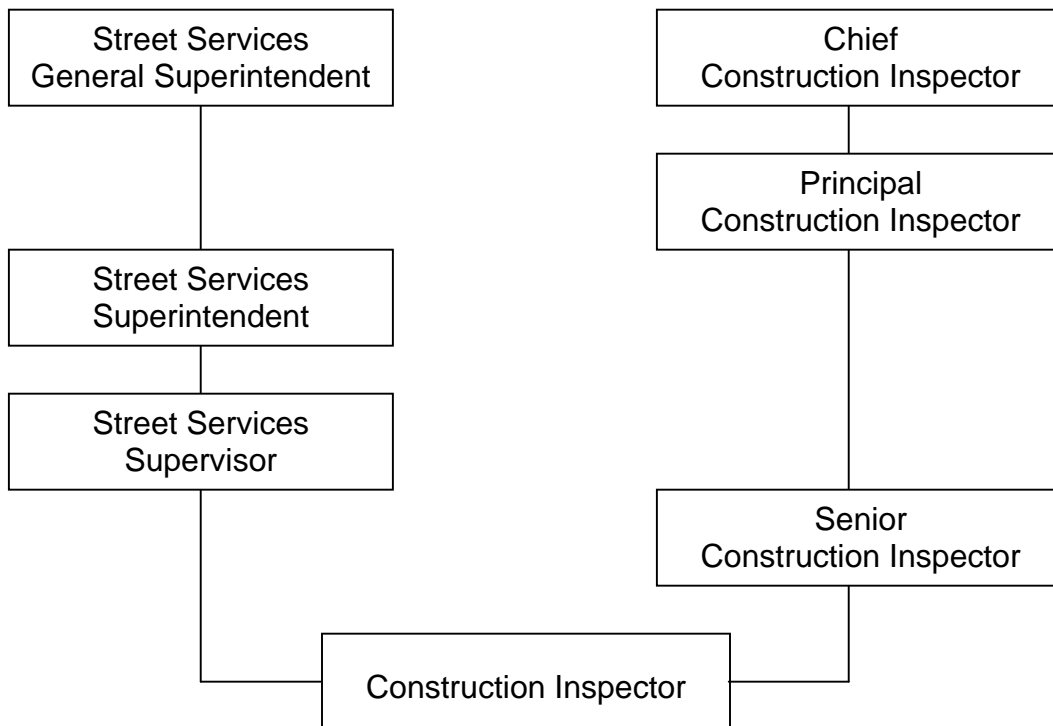 Street Services
General Superintendent
Chief
Construction Inspector
Principal
Construction Inspector
Street Services
Superintendent
Street Services
Supervisor
Senior
Construction Inspector
Construction Inspector